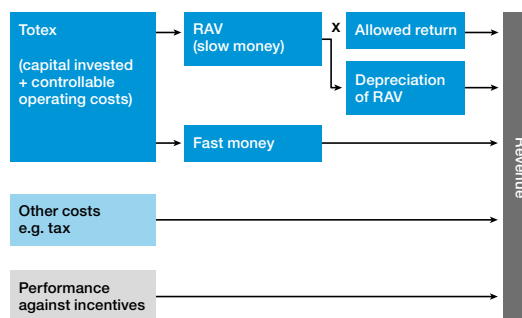 Totex
(capital invested
+ controllable
operating costs)
RAV
(slow money)
x
Allowed return
Depreciation
of RAV
Fast money
Other costs
e.g. tax
Performance
against incentives
Revenue